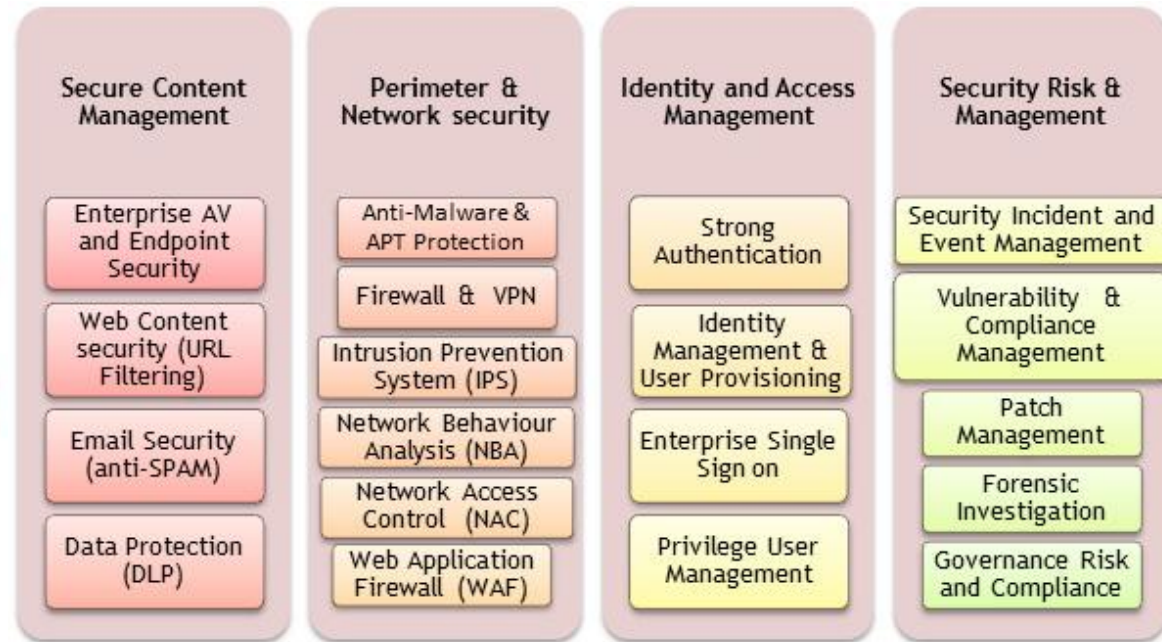 Secure Content
Management
Enterprise AV
and Endpoint
Security
Web Content
security (URL
Filtering)
Email Security
(anti-SPAM)
Data Protection
(DLP)
Perimeter &
Network security
Anti-Malware &
APT Protection
Firewall & VPN
Intrusion Prevention
System (IPS)
Network Behaviour
Analysis (NBA)
Network Access
Control (NAC)
Web Application
Firewall (WAF)
Identity and Access
Management
Strong
Authentication
Identity
Management &
User Provisioning
Enterprise Single
Sign on
Privilege User
Management
Security Risk &
Management
Security Incident and
Event Management
Vulnerability &
Compliance
Management
Patch
Management
Forensic
Investigation
Governance Risk
and Compliance